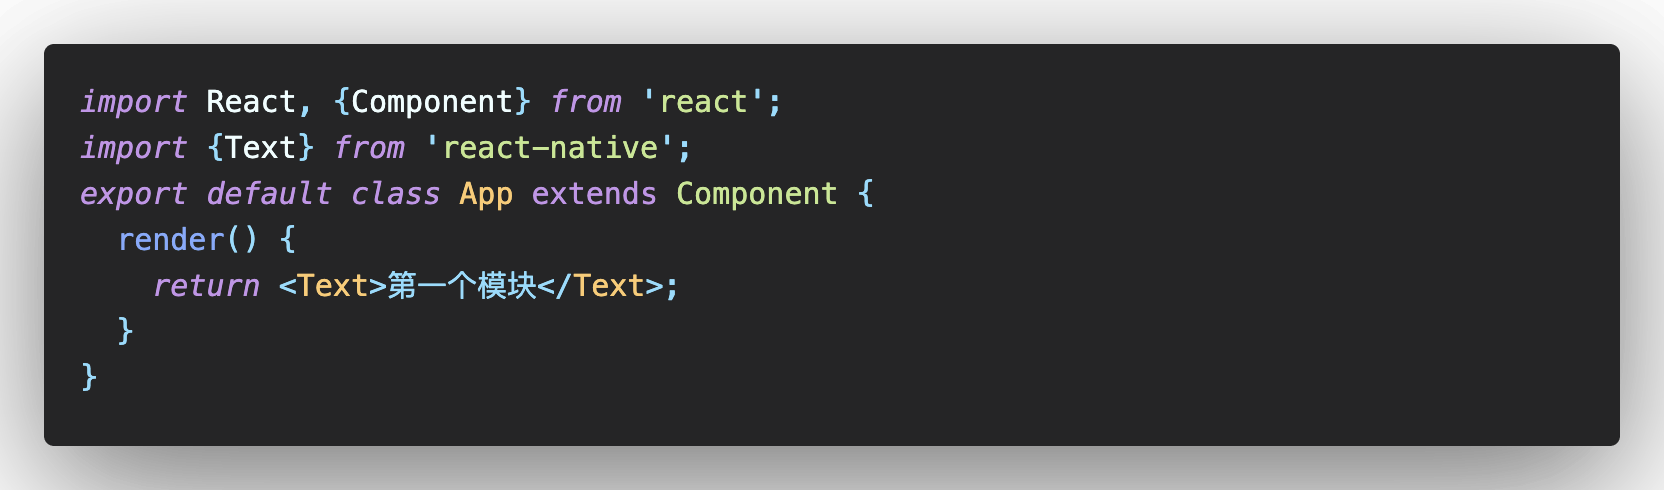 import React, {Component} from 'react';
import {Text} from 'react-native';
export default class App extends Component {
  render() {
    return <Text>第一个模块</Text>;
  }
}